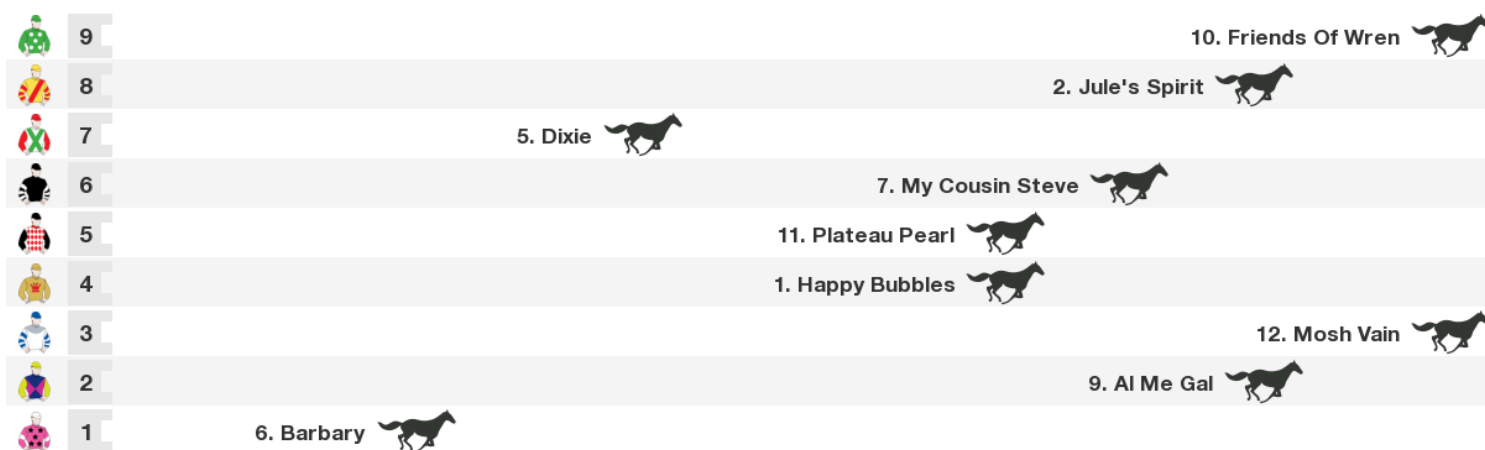 9 10. Friends Of Wren
8 2. Jule's Spirit
7 5. Dixie
6 7. My Cousin Steve
5 11. Plateau Pearl
4 1. Happy Bubbles
3 12. Mosh Vain
2 9. Al Me Gal
1 6. Barbary